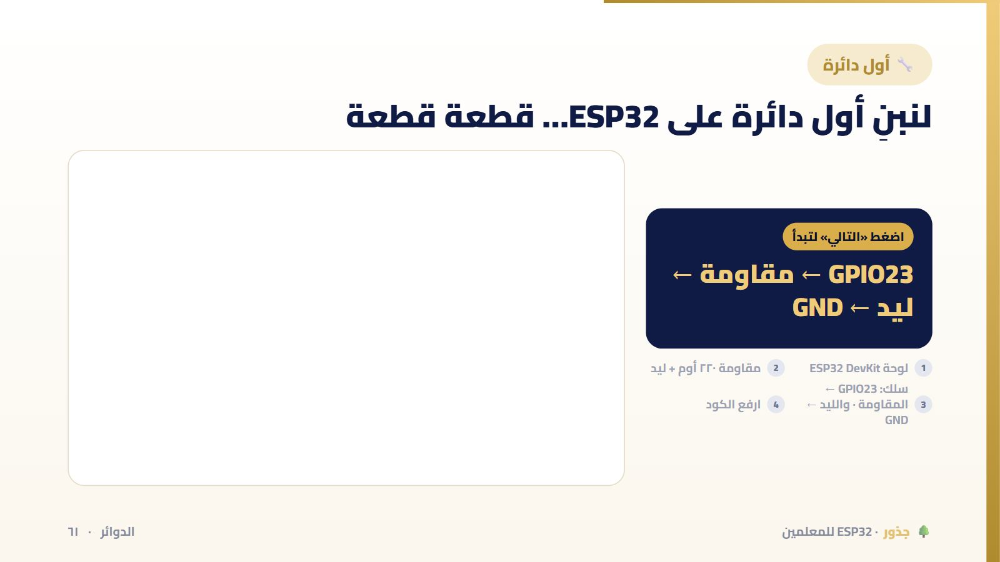 🔧 أول دائرة
لنبنِ أول دائرة على ESP32... قطعة قطعة
اضغط «التالي» لتبدأ
GPIO23 ← مقاومة ←
ليد ← GND
1 لوحة ESP32 DevKit
2 مقاومة ٢٢٠ أوم + ليد
3 سلك: GPIO23 ←
المقاومة · والليد ←
GND
4 ارفع الكود
🌳 جذور · ESP32 للمعلمين
الدوائر · ٦١